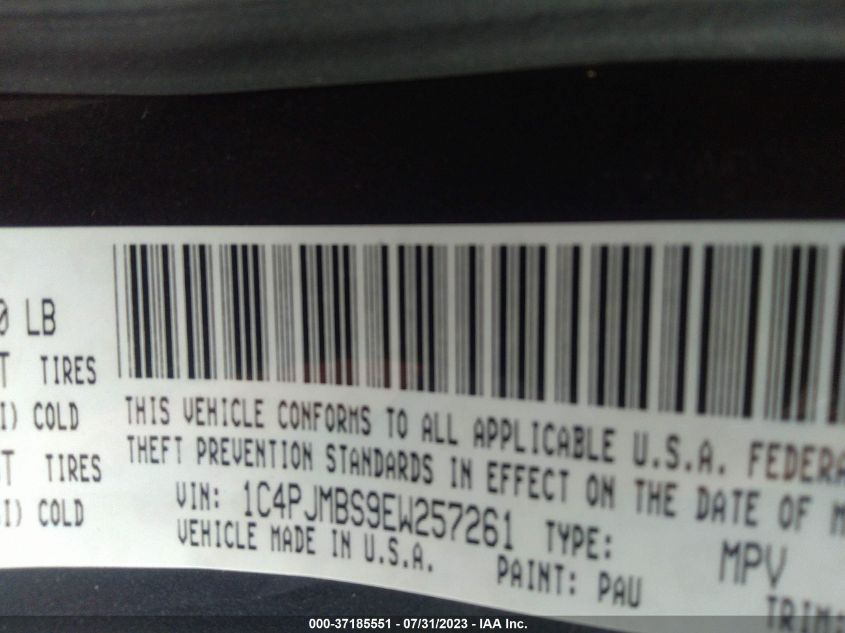 0 LB
T TIRES
I) COLD
ST TIRES
I) COLD
THIS VEHICLE CONFORMS TO ALL APPLICABLE U.S.A. FEDERA
THEFT PREVENTION STANDARDS IN EFFECT ON THE DATE OF M
VIN: 1C4PJMBS9EW257261 TYPE: MPV
VEHICLE MADE IN U.S.A. PAINT: PAU TRIM:
000-37185551 - 07/31/2023 - IAA Inc.